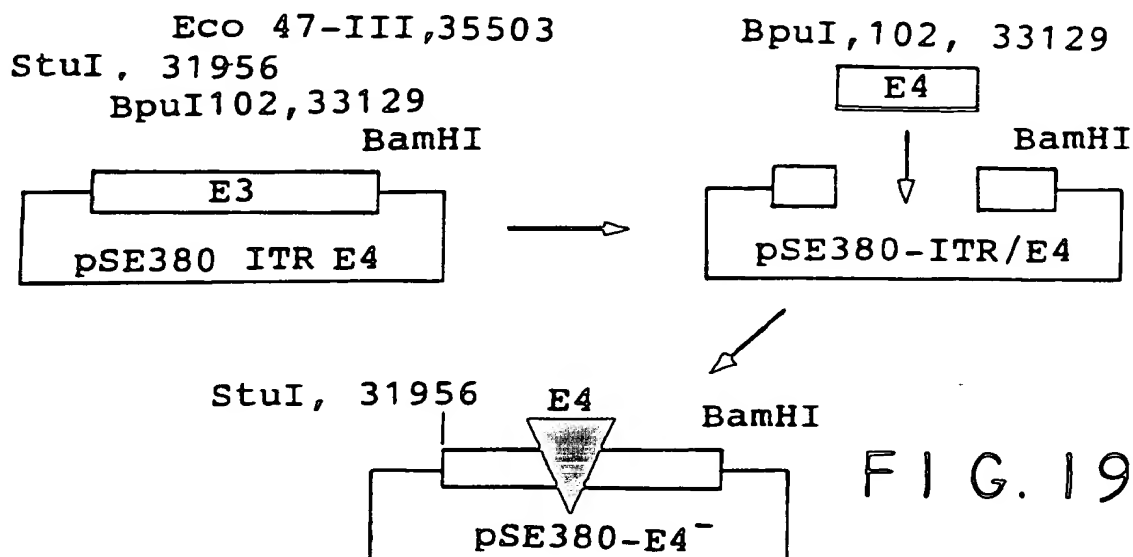 Eco 47-III,35503
StuI, 31956
BpuI102,33129
BamHI
E3
pSE380 ITR E4
BpuI,102, 33129
E4
BamHI
pSE380-ITR/E4
StuI, 31956
E4
BamHI
pSE380-E4⁻
FIG. 19